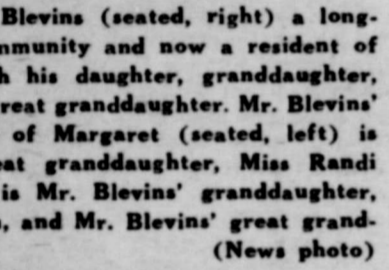 Blevins (seated, right) a long-
mmunity and now a resident of
h his daughter, granddaughter,
reat granddaughter. Mr. Blevins'
of Margaret (seated, left) is
eat granddaughter, Miss Randi
is Mr. Blevins' granddaughter,
, and Mr. Blevins' great grand-
(News photo)